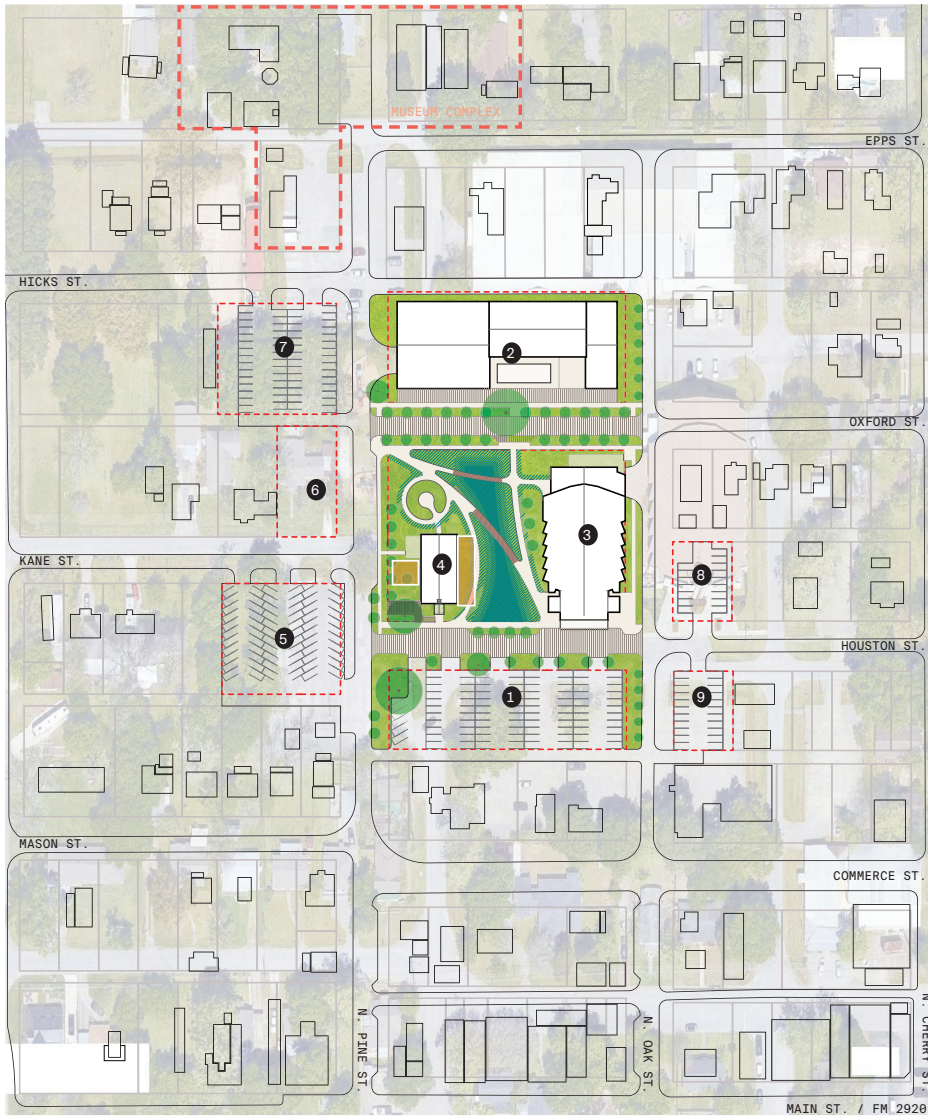 MUSEUM COMPLEX
EPPS ST.
HICKS ST.
2
7
OXFORD ST.
6
3
KANE ST.
4
8
5
HOUSTON ST.
1
9
MASON ST.
COMMERCE ST.
N. PINE ST.
N. OAK ST.
N. CHERRY ST.
MAIN ST. / FM 2920